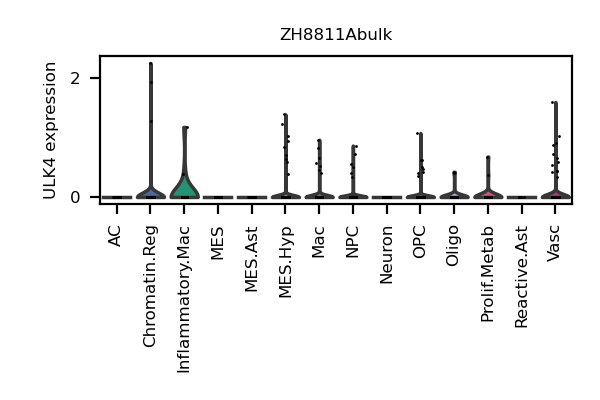 ZH8811Abulk
ULK4 expression
2
0
AC
Chromatin.Reg
Inflammatory.Mac
MES
MES.Ast
MES.Hyp
Mac
NPC
Neuron
OPC
Oligo
Prolif.Metab
Reactive.Ast
Vasc